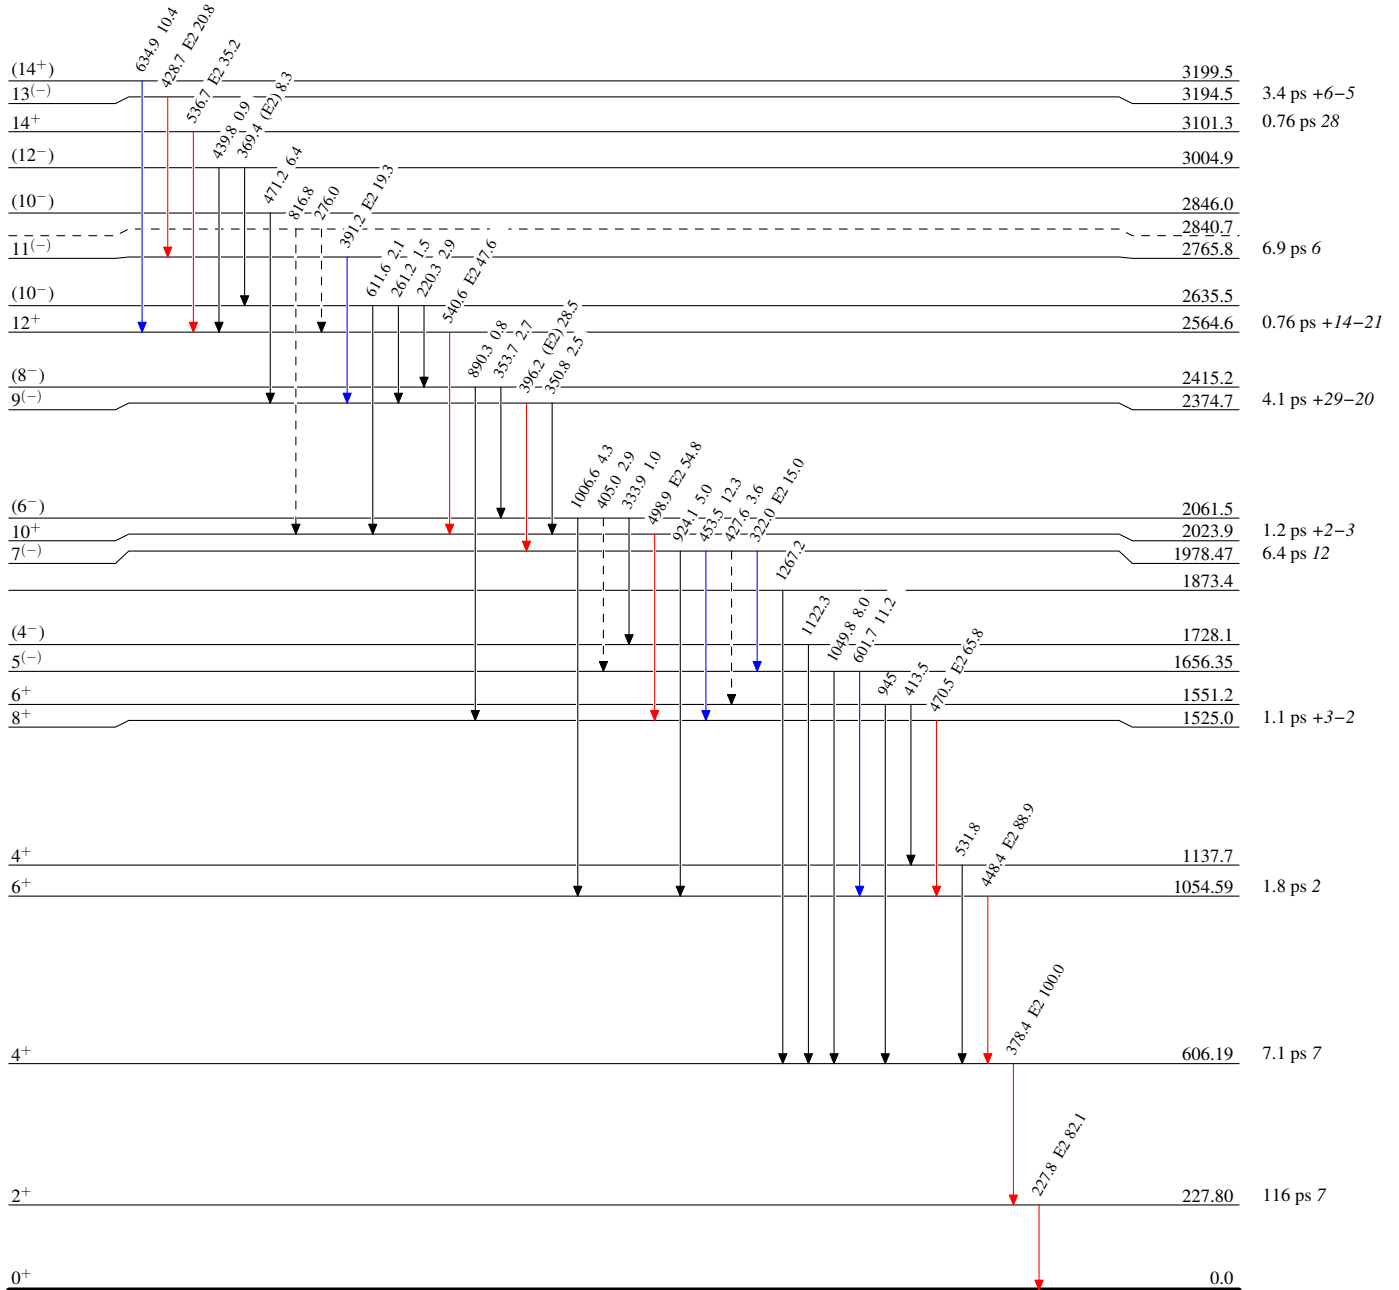 634.9 10.4
428.7 E2 20.8
536.7 E2 35.2
439.8 0.9
369.4 (E2) 8.3
471.2 6.4
816.8
276.0
391.2 E2 19.3
611.6 2.1
261.2 1.5
220.3 2.9
540.6 E2 47.6
890.3 0.8
353.7 2.7
396.2 (E2) 28.5
350.8 2.5
1006.6 4.3
405.0 2.9
333.9 1.0
498.9 E2 54.8
924.1 5.0
453.5 12.3
427.6 3.6
322.0 E2 15.0
1267.2
1122.3
1049.8 8.0
601.7 11.2
945
413.5
470.5 E2 65.8
531.8
448.4 E2 88.9
378.4 E2 100.0
227.8 E2 82.1
(14⁺) 3199.5
13⁽⁻⁾ 3194.5 3.4 ps +6−5
14⁺ 3101.3 0.76 ps 28
(12⁻) 3004.9
(10⁻) 2846.0
2840.7
11⁽⁻⁾ 2765.8 6.9 ps 6
(10⁻) 2635.5
12⁺ 2564.6 0.76 ps +14−21
(8⁻) 2415.2
9⁽⁻⁾ 2374.7 4.1 ps +29−20
(6⁻) 2061.5
10⁺ 2023.9 1.2 ps +2−3
7⁽⁻⁾ 1978.47 6.4 ps 12
1873.4
(4⁻) 1728.1
5⁽⁻⁾ 1656.35
6⁺ 1551.2
8⁺ 1525.0 1.1 ps +3−2
4⁺ 1137.7
6⁺ 1054.59 1.8 ps 2
4⁺ 606.19 7.1 ps 7
2⁺ 227.80 116 ps 7
0⁺ 0.0